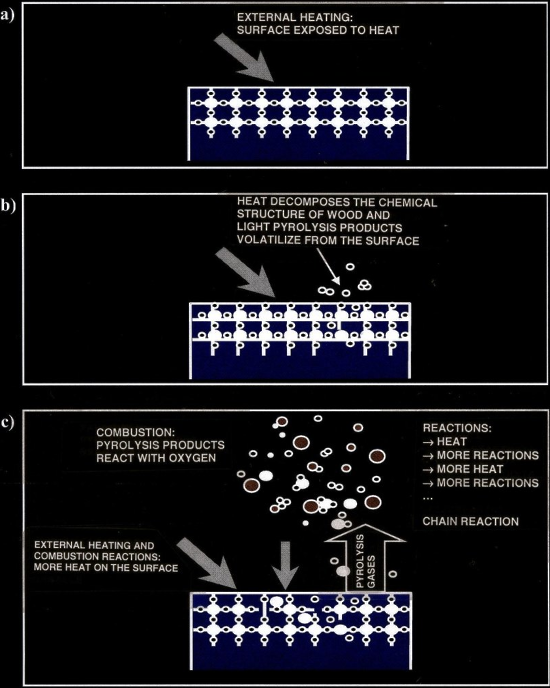 a)
EXTERNAL HEATING:
SURFACE EXPOSED TO HEAT
b)
HEAT DECOMPOSES THE CHEMICAL
STRUCTURE OF WOOD AND
LIGHT PYROLYSIS PRODUCTS
VOLATILIZE FROM THE SURFACE
c)
COMBUSTION:
PYROLYSIS PRODUCTS
REACT WITH OXYGEN
REACTIONS:
→ HEAT
→ MORE REACTIONS
→ MORE HEAT
→ MORE REACTIONS
...
CHAIN REACTION
EXTERNAL HEATING AND
COMBUSTION REACTIONS:
MORE HEAT ON THE SURFACE
PYROLYSIS
GASES